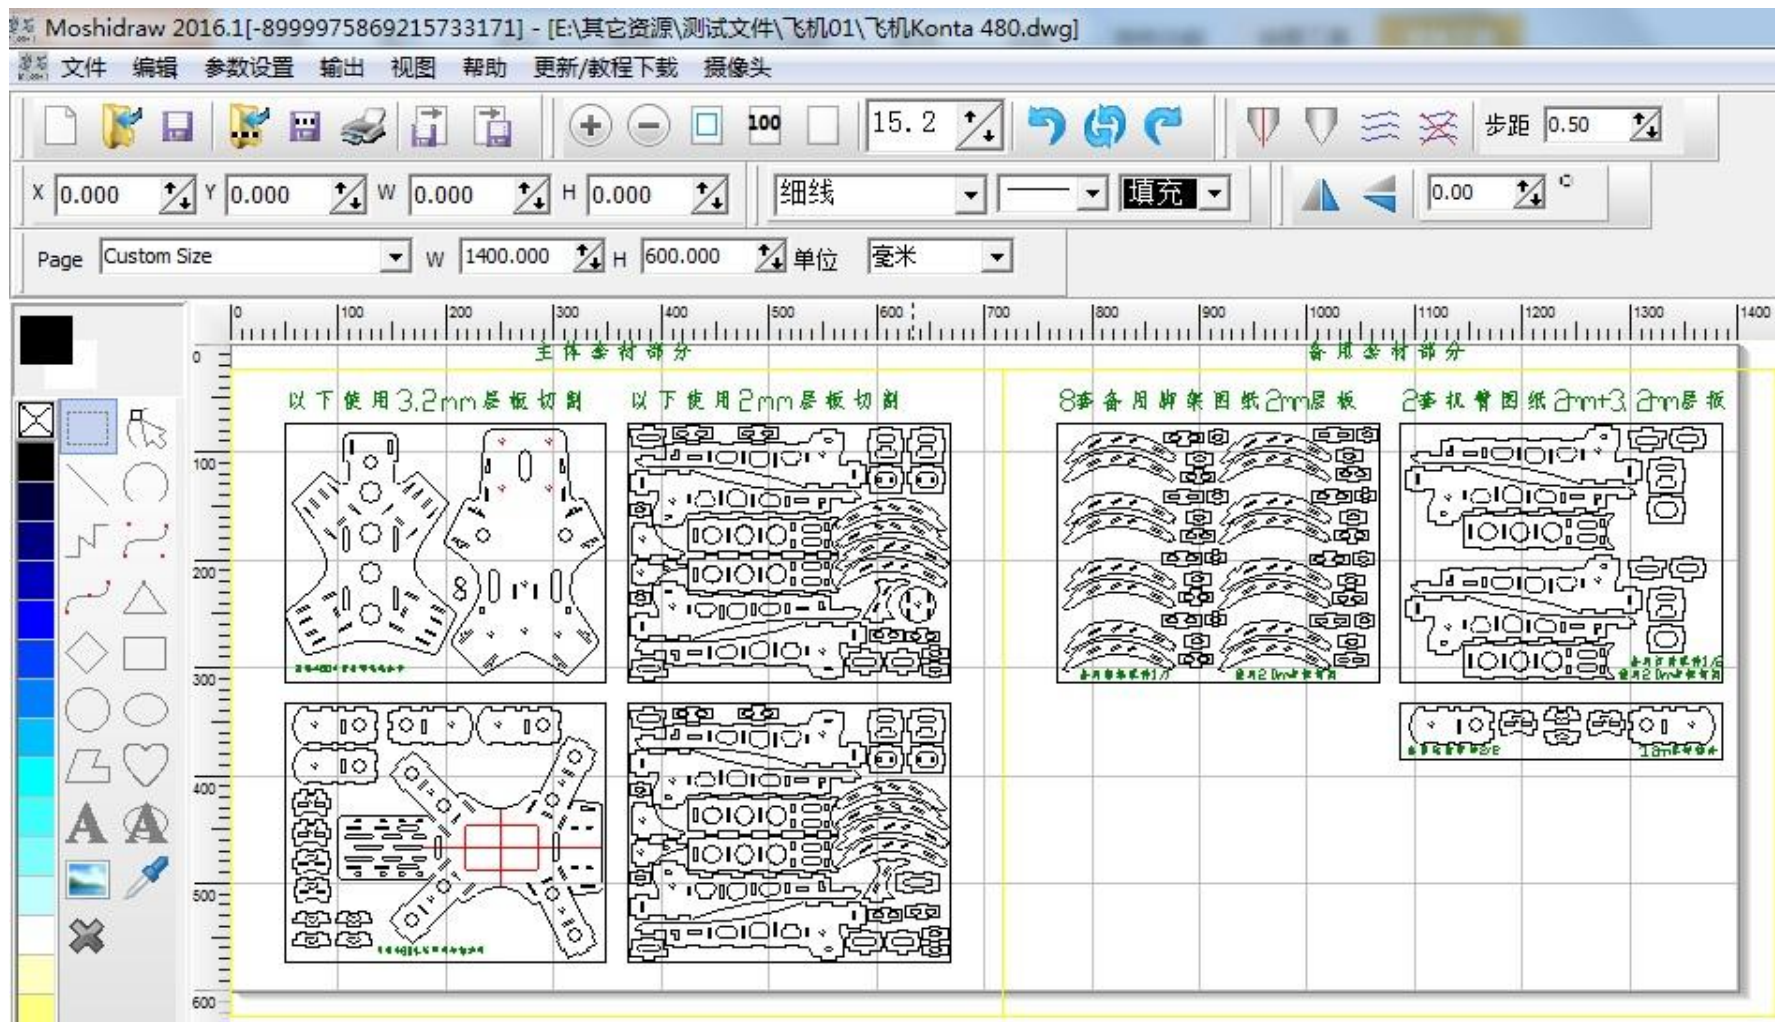 Moshidraw 2016.1[-8999975869215733171] - [E:\其它资源\测试文件\飞机01\飞机Konta 480.dwg]
文件 编辑 参数设置 输出 视图 帮助 更新/教程下载 摄像头
100 15.2 步距 0.50
X 0.000 Y 0.000 W 0.000 H 0.000 细线 填充 0.00 °
Page Custom Size W 1400.000 H 600.000 单位 毫米
0 100 200 300 400 500 600 700 800 900 1000 1100 1200 1300 1400
0
主体套材部分 备用套材部分
以下使用3.2mm层板切割 以下使用2mm层板切割 8套备用脚架图纸2mm层板 2套机臂图纸2mm+3.2mm层板
100
200
300
400
500
600